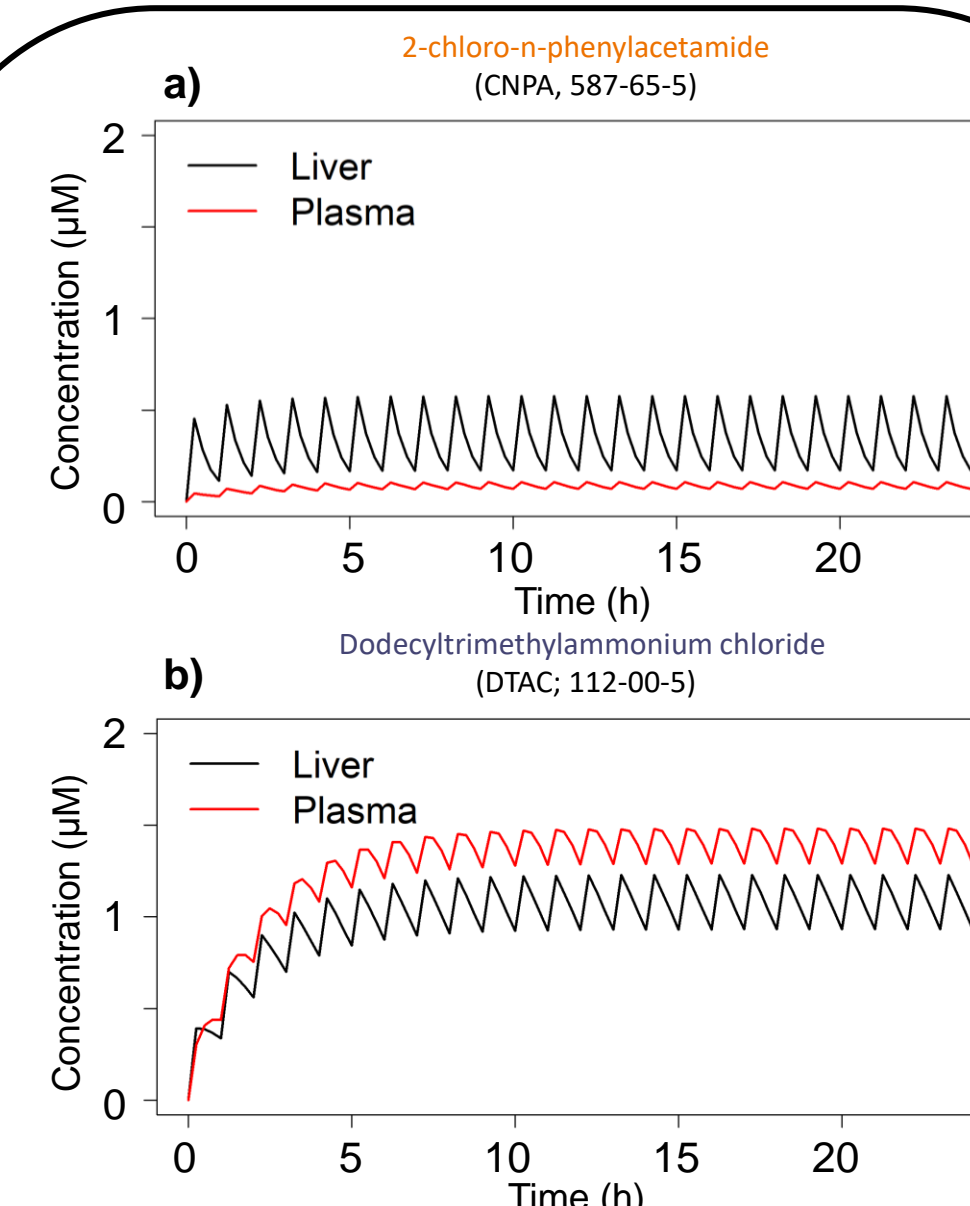 2-chloro-n-phenylacetamide
(CNPA, 587-65-5)
a)
2
1
0
Concentration (µM)
Liver
Plasma
0 5 10 15 20
Time (h)
Dodecyltrimethylammonium chloride
(DTAC; 112-00-5)
b)
2
1
0
Concentration (µM)
Liver
Plasma
0 5 10 15 20
Time (h)